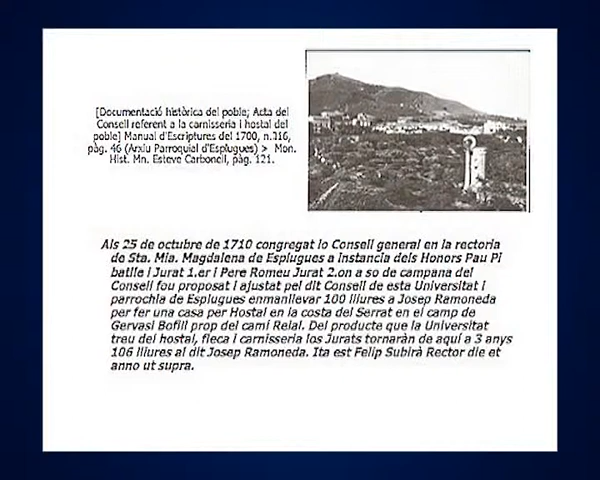 [Documentació històrica del poble; Acta del
Consell referent a la carnisseria i hostal del
poble] Manual d'Escriptures del 1700, n.316,
pàg. 46 (Arxiu Parroquial d'Esplugues) > Mon.
Hist. Mn. Esteve Carbonell, pàg. 121.
Als 25 de octubre de 1710 congregat lo Consell general en la rectoria
de Sta. Mia. Magdalena de Esplugues a instancia dels Honors Pau Pi
batlle i Jurat 1.er i Pere Romeu Jurat 2.on a so de campana del
Consell fou proposat i ajustat pel dit Consell de esta Universitat i
parrochia de Esplugues enmanllevar 100 lliures a Josep Ramoneda
per fer una casa per Hostal en la costa del Serrat en el camp de
Gervasi Bofill prop del camí Reial. Del producte que la Universitat
treu del hostal, fleca i carnisseria los Jurats tornaràn de aquí a 3 anys
106 lliures al dit Josep Ramoneda. Ita est Felip Subirà Rector die et
anno ut supra.